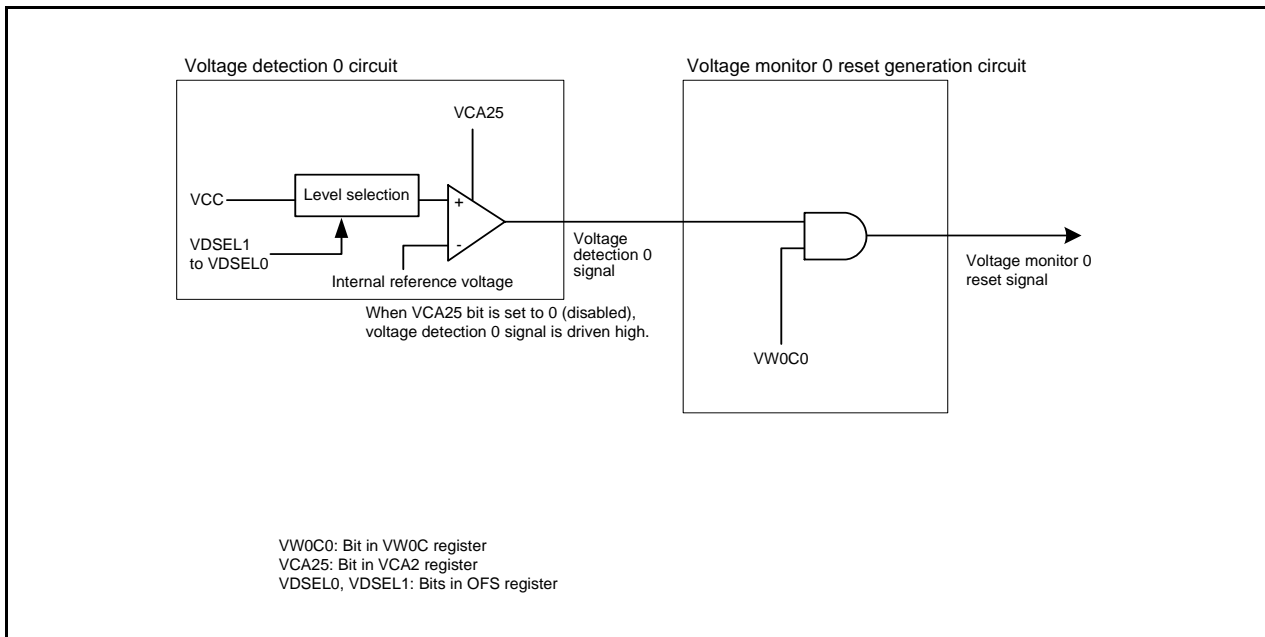 Voltage detection 0 circuit
Voltage monitor 0 reset generation circuit
VCA25
VCC
Level selection
+
VDSEL1
to VDSEL0
-
Internal reference voltage
Voltage
detection 0
signal
Voltage monitor 0
reset signal
When VCA25 bit is set to 0 (disabled),
voltage detection 0 signal is driven high.
VW0C0
VW0C0: Bit in VW0C register
VCA25: Bit in VCA2 register
VDSEL0, VDSEL1: Bits in OFS register